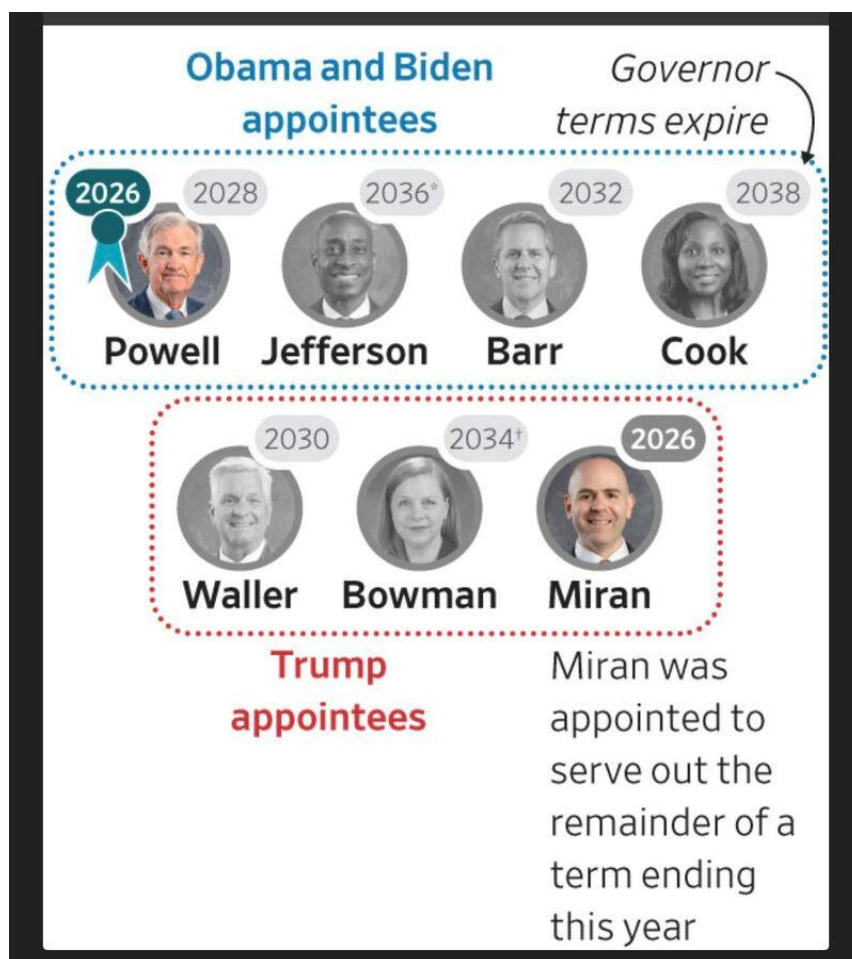 Obama and Biden
appointees
Governor
terms expire
2026
2028
2036*
2032
2038
Powell
Jefferson
Barr
Cook
2030
2034†
2026
Waller
Bowman
Miran
Trump
appointees
Miran was
appointed to
serve out the
remainder of a
term ending
this year